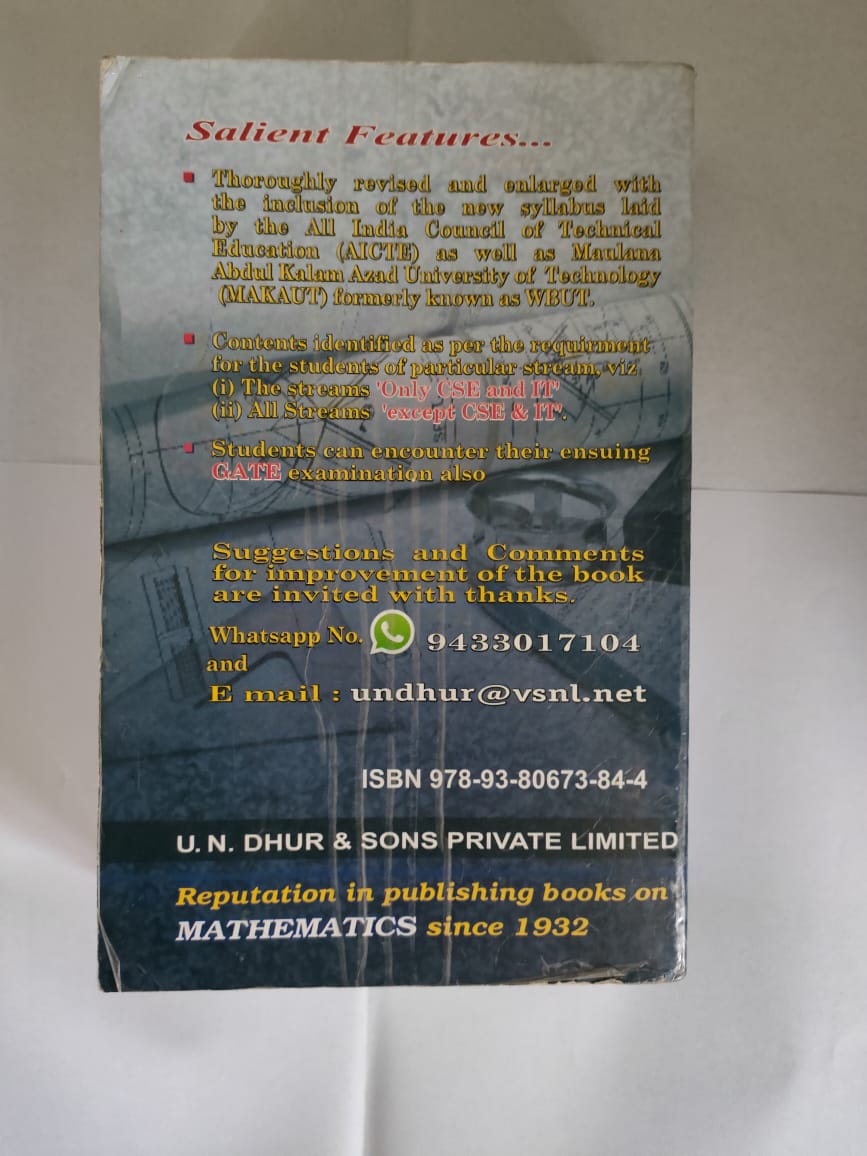 Salient Features...
Thoroughly revised and enlarged with
the inclusion of the new syllabus laid
by the All India Council of Technical
Education (AICTE) as well as Maulana
Abdul Kalam Azad University of Technology
(MAKAUT) formerly known as WBUT.
Contents identified as per the requirment
for the students of particular stream, viz
(i) The streams 'Only CSE and IT'
(ii) All Streams 'except CSE & IT'.
Students can encounter their ensuing
GATE examination also
Suggestions and Comments
for improvement of the book
are invited with thanks.
Whatsapp No. 9433017104
and
E mail : undhur@vsnl.net
ISBN 978-93-80673-84-4
U. N. DHUR & SONS PRIVATE LIMITED
Reputation in publishing books on
MATHEMATICS since 1932